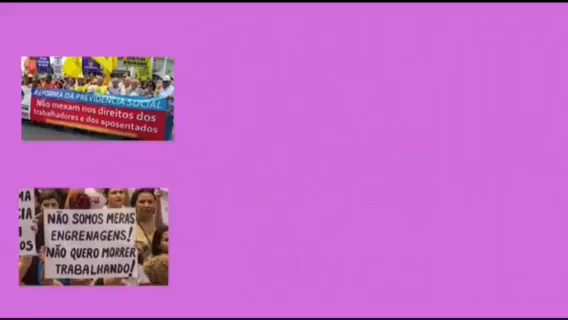 REFORMA DA PREVIDÊNCIA SOCIAL
Não mexam nos direitos dos
trabalhadores e dos aposentados
NÃO SOMOS MERAS
ENGRENAGENS!
NÃO QUERO MORRER
TRABALHANDO!